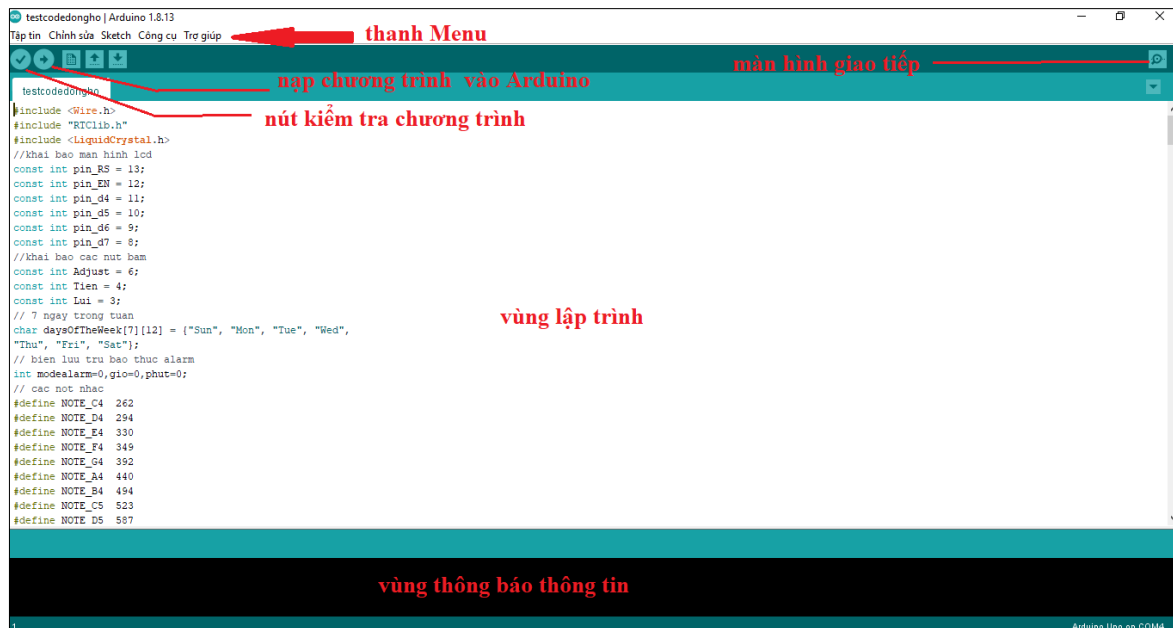 testcodedongho | Arduino 1.8.13
Tập tin Chỉnh sửa Sketch Công cụ Trợ giúp
thanh Menu
màn hình giao tiếp
nạp chương trình vào Arduino
testcodedongho
nút kiểm tra chương trình
#include <Wire.h>
#include "RTClib.h"
#include <LiquidCrystal.h>
//khai bao man hinh lcd
const int pin_RS = 13;
const int pin_EN = 12;
const int pin_d4 = 11;
const int pin_d5 = 10;
const int pin_d6 = 9;
const int pin_d7 = 8;
//khai bao cac nut bam
const int Adjust = 6;
const int Tien = 4;
const int Lui = 3;
// 7 ngay trong tuan
vùng lập trình
char daysOfTheWeek[7][12] = {"Sun", "Mon", "Tue", "Wed",
"Thu", "Fri", "Sat"};
// bien luu tru bao thuc alarm
int modealarm=0,gio=0,phut=0;
// cac not nhac
#define NOTE_C4 262
#define NOTE_D4 294
#define NOTE_E4 330
#define NOTE_F4 349
#define NOTE_G4 392
#define NOTE_A4 440
#define NOTE_B4 494
#define NOTE_C5 523
#define NOTE_D5 587
vùng thông báo thông tin
1
Arduino Uno on COM4